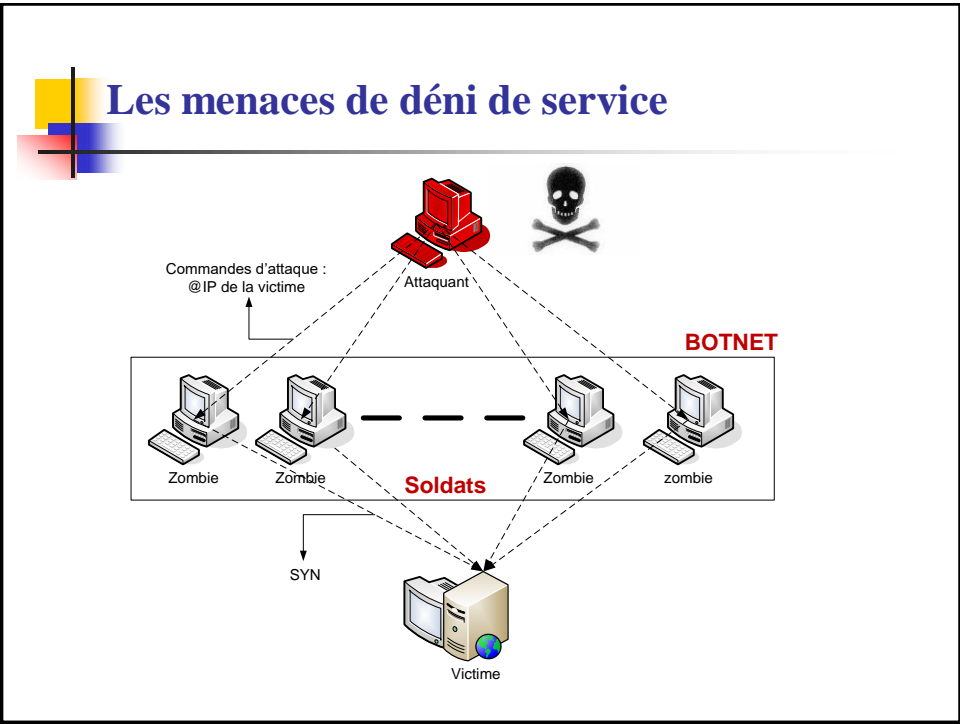 Les menaces de déni de service
Commandes d'attaque :
@IP de la victime
Attaquant
BOTNET
Zombie
Zombie
Zombie
zombie
Soldats
SYN
Victime